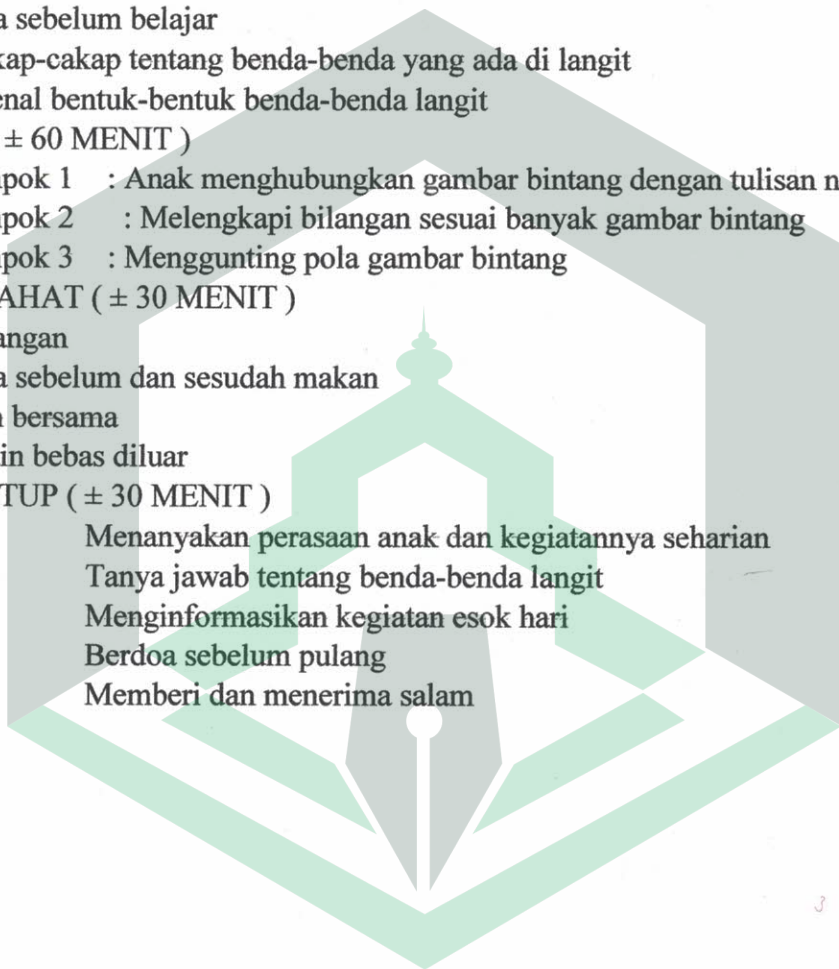 a sebelum belajar
kap-cakap tentang benda-benda yang ada di langit
enal bentuk-bentuk benda-benda langit
± 60 MENIT )
npok 1 : Anak menghubungkan gambar bintang dengan tulisan n
npok 2 : Melengkapi bilangan sesuai banyak gambar bintang
npok 3 : Menggunting pola gambar bintang
AHAT ( ± 30 MENIT )
angan
a sebelum dan sesudah makan
n bersama
in bebas diluar
TUP ( ± 30 MENIT )
Menanyakan perasaan anak dan kegiatannya seharian
Tanya jawab tentang benda-benda langit
Menginformasikan kegiatan esok hari
Berdoa sebelum pulang
Memberi dan menerima salam
3